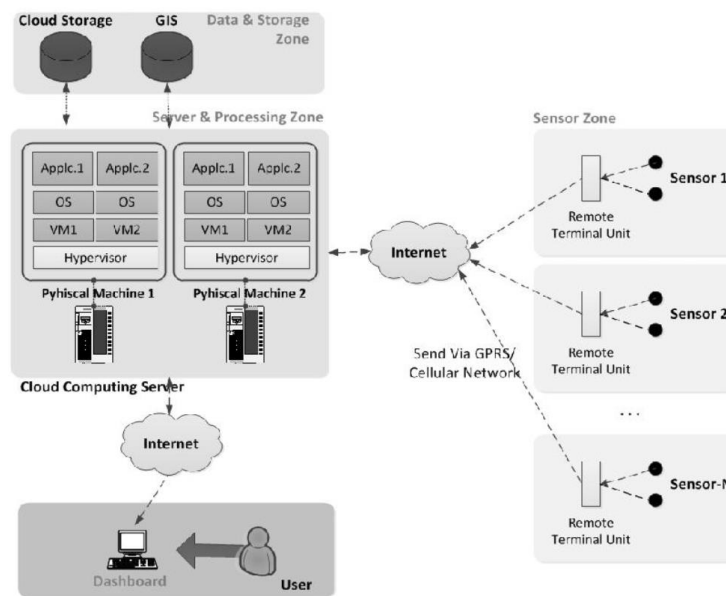 Cloud Storage
GIS
Data & Storage
Zone
Server & Processing Zone
Applc.1
Applc.2
Applc.1
Applc.2
OS
OS
OS
OS
VM1
VM2
VM1
VM2
Hypervisor
Hypervisor
Pyhiscal Machine 1
Pyhiscal Machine 2
Cloud Computing Server
Internet
Dashboard
User
Internet
Send Via GPRS/
Cellular Network
Sensor Zone
Sensor 1
Remote
Terminal Unit
Sensor 2
Remote
Terminal Unit
...
Sensor-N
Remote
Terminal Unit